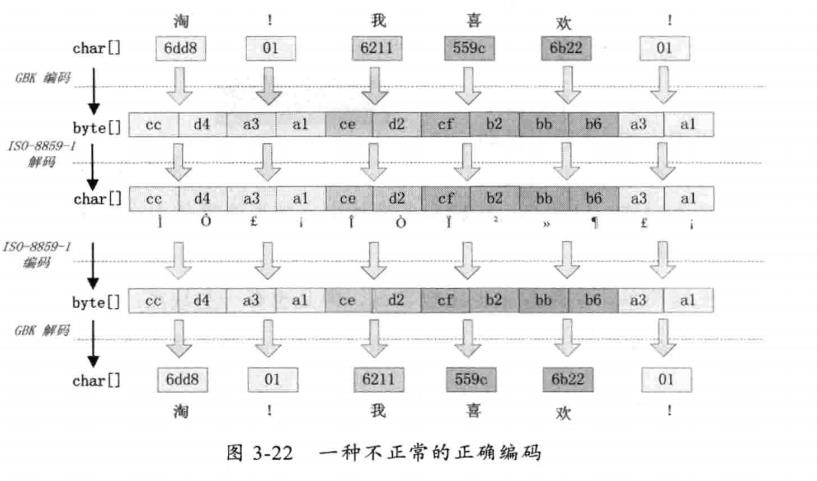 淘 ! 我 喜 欢 !
char[] 6dd8 01 6211 559c 6b22 01
GBK 编码
byte[] cc d4 a3 a1 ce d2 cf b2 bb b6 a3 a1
ISO-8859-1
解码
char[] cc d4 a3 a1 ce d2 cf b2 bb b6 a3 a1
Ì Ô £ ¡ Î Ò Ï ² » ¶ £ ¡
ISO-8859-1
编码
byte[] cc d4 a3 a1 ce d2 cf b2 bb b6 a3 a1
GBK 解码
char[] 6dd8 01 6211 559c 6b22 01
淘 ! 我 喜 欢 !
图 3-22 一种不正常的正确编码